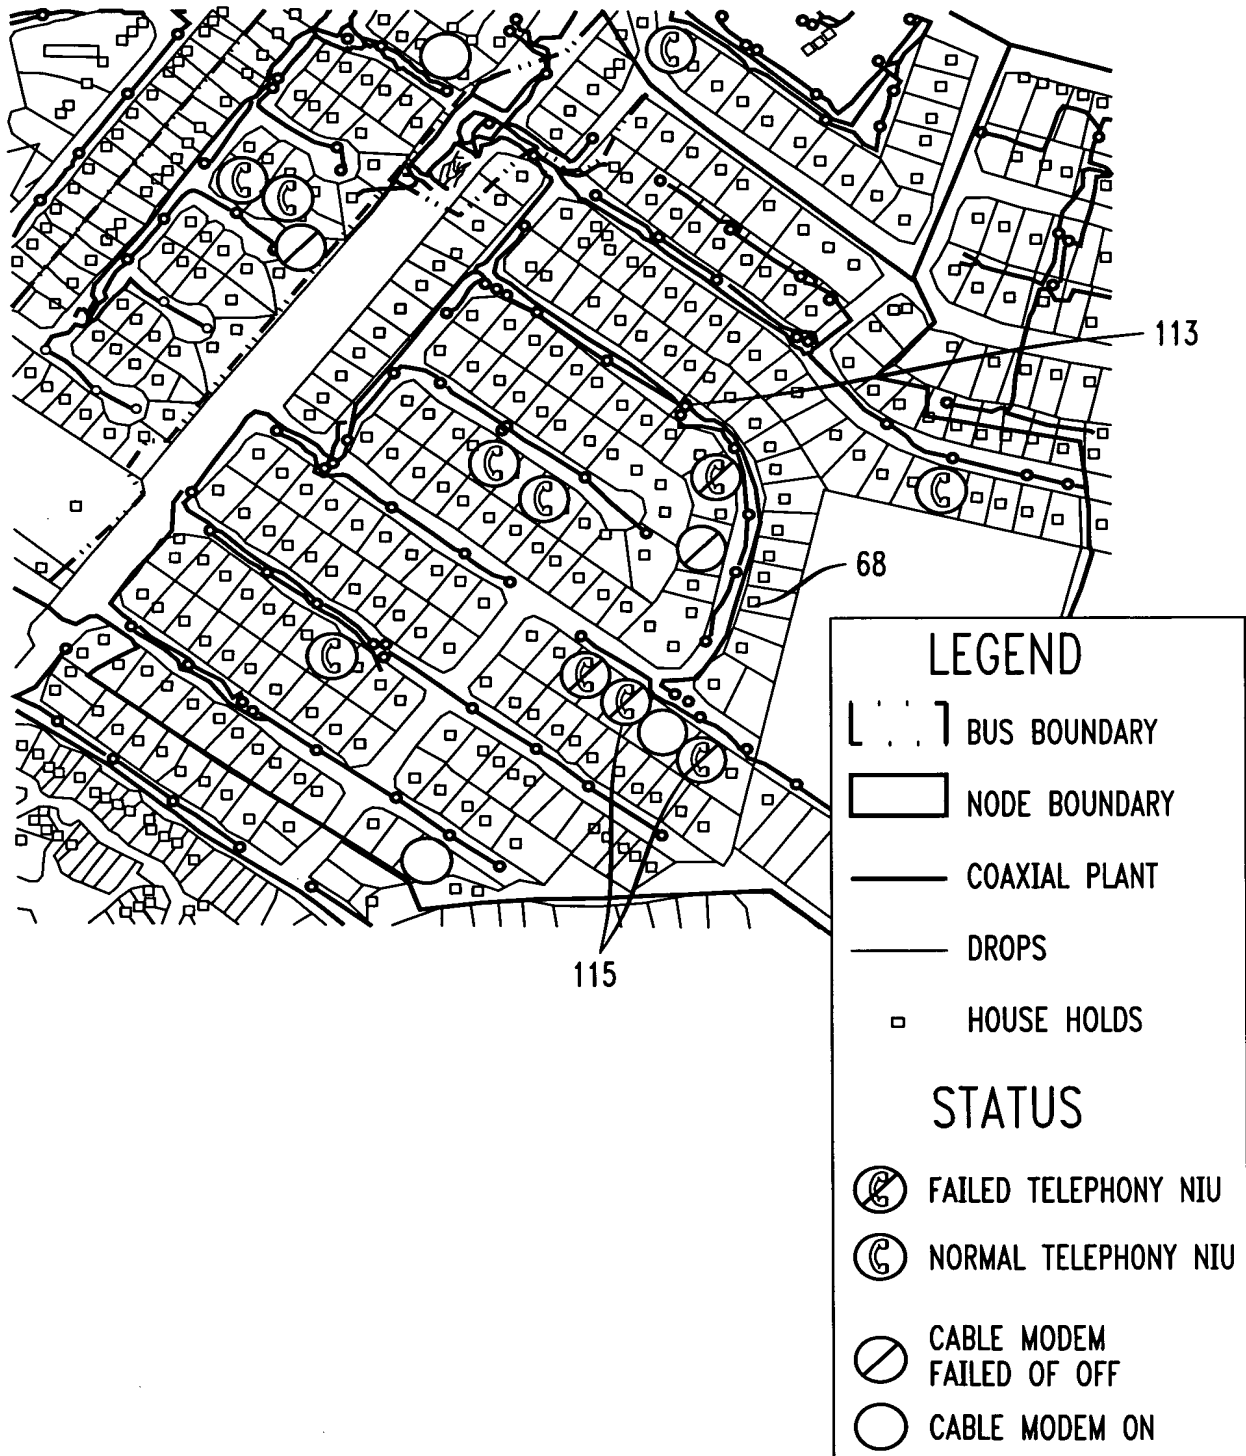 113
68
115
LEGEND
BUS BOUNDARY
NODE BOUNDARY
COAXIAL PLANT
DROPS
HOUSE HOLDS
STATUS
FAILED TELEPHONY NIU
NORMAL TELEPHONY NIU
CABLE MODEM
FAILED OF OFF
CABLE MODEM ON